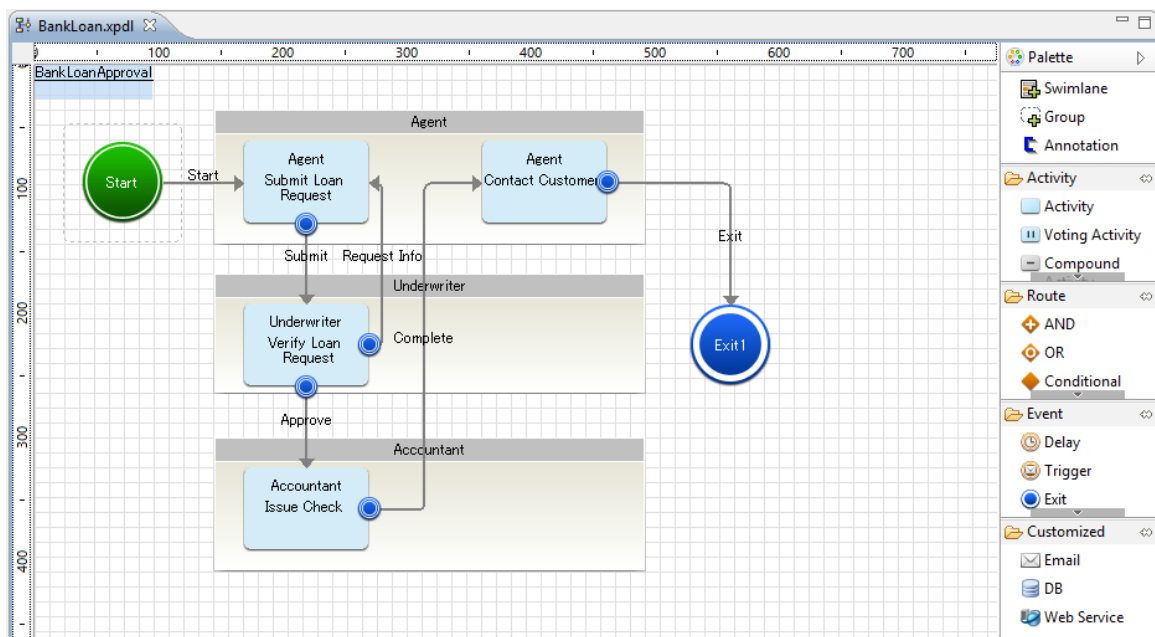 BankLoan.xpdl
100
200
300
400
500
600
700
BankLoanApproval
Agent
Start
Start
Agent
Submit Loan
Request
Agent
Contact Customer
100
Submit
Request Info
Exit
Underwriter
200
Underwriter
Verify Loan
Request
Complete
Exit1
Approve
300
Accountant
Accountant
Issue Check
400
Palette
Swimlane
Group
Annotation
Activity
Activity
Voting Activity
Compound
Route
AND
OR
Conditional
Event
Delay
Trigger
Exit
Customized
Email
DB
Web Service